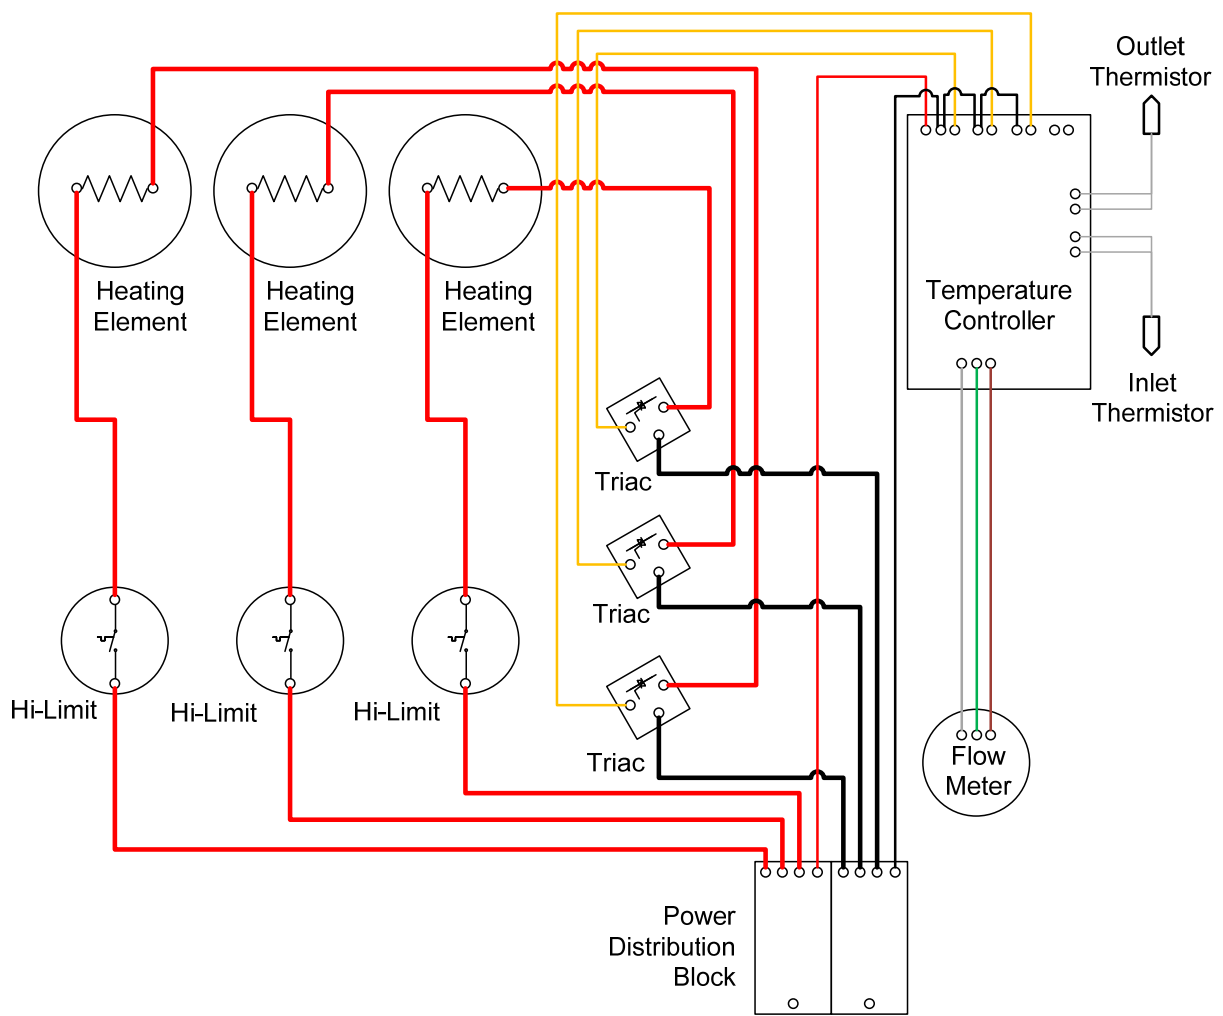 Outlet
Thermistor
Heating
Element
Heating
Element
Heating
Element
Temperature
Controller
Inlet
Thermistor
Triac
Triac
Hi-Limit
Hi-Limit
Hi-Limit
Triac
Flow
Meter
Power
Distribution
Block